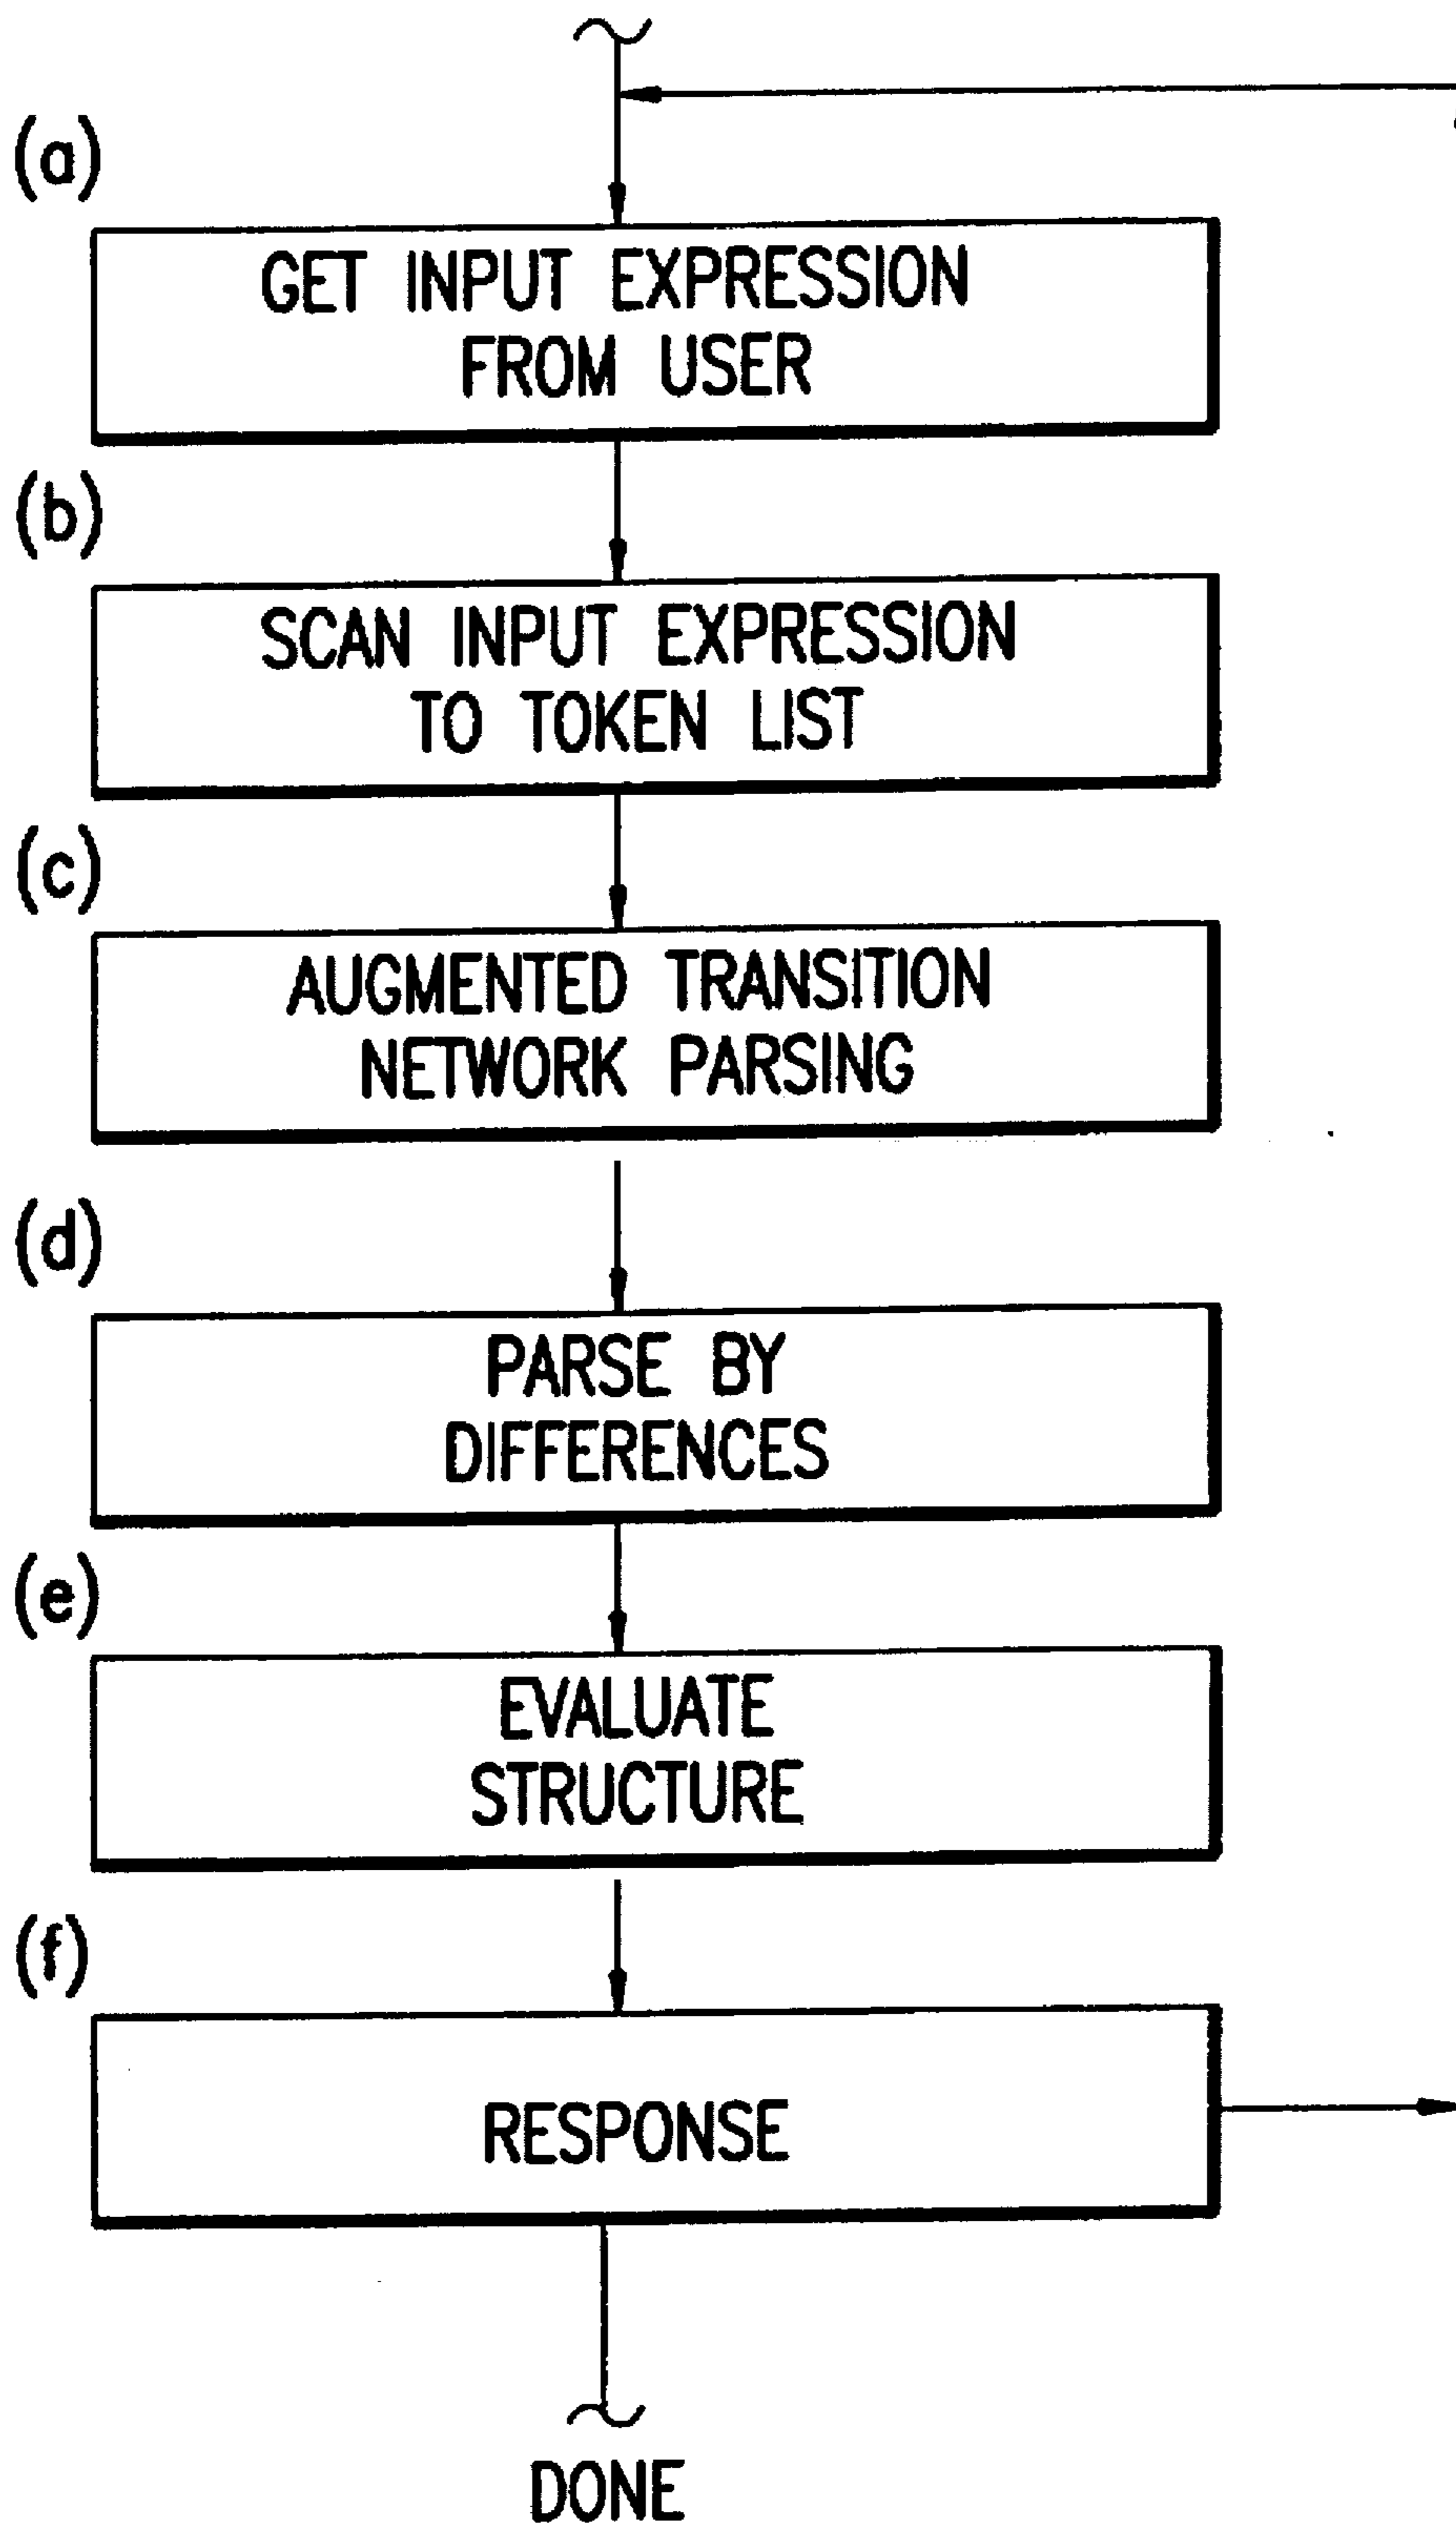 (a)
GET INPUT EXPRESSION
FROM USER
(b)
SCAN INPUT EXPRESSION
TO TOKEN LIST
(c)
AUGMENTED TRANSITION
NETWORK PARSING
(d)
PARSE BY
DIFFERENCES
(e)
EVALUATE
STRUCTURE
(f)
RESPONSE
DONE